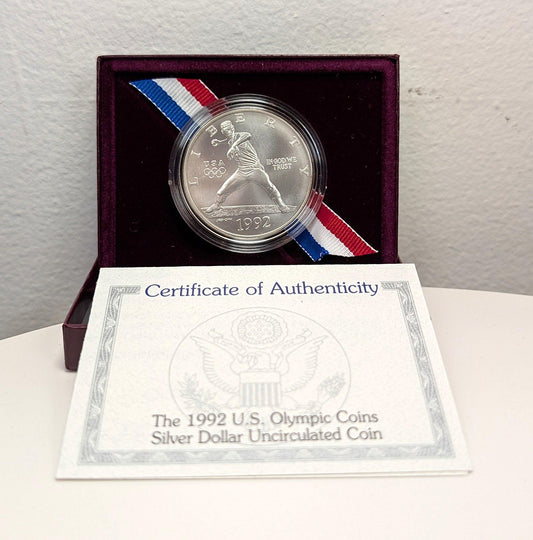 LIBERTY
USA
IN GOD WE
TRUST
1992
Certificate of Authenticity
The 1992 U.S. Olympic Coins
Silver Dollar Uncirculated Coin